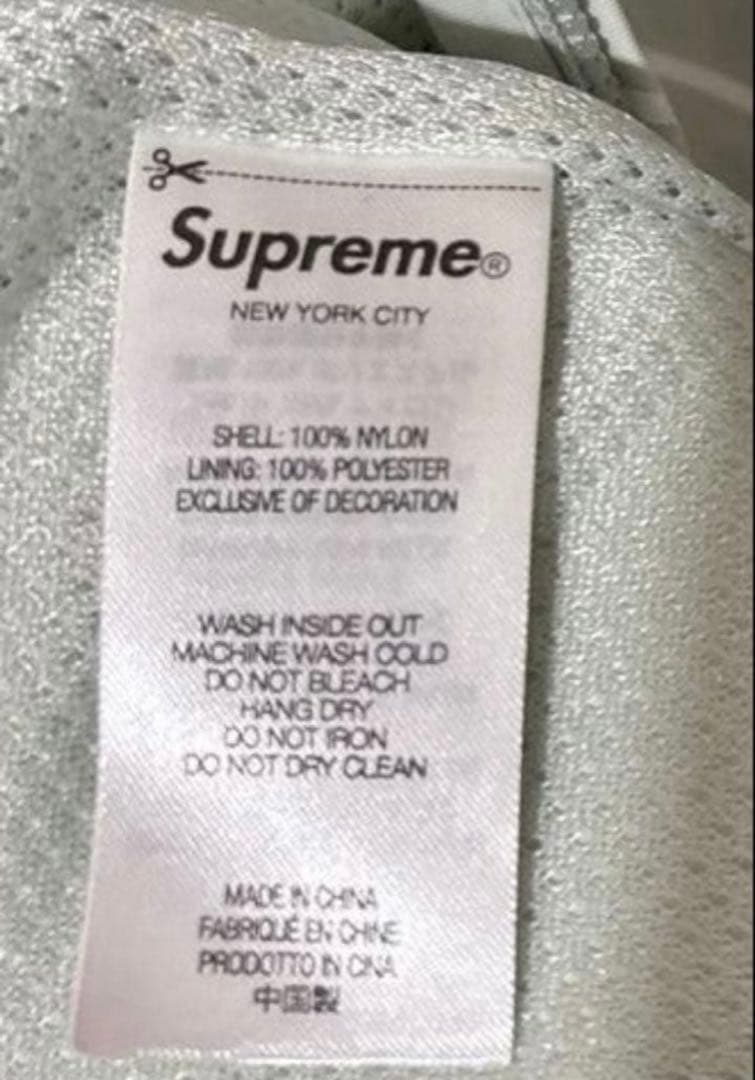 Supreme®
NEW YORK CITY
SHELL: 100% NYLON
LINING: 100% POLYESTER
EXCLUSIVE OF DECORATION
WASH INSIDE OUT
MACHINE WASH COLD
DO NOT BLEACH
HANG DRY
DO NOT IRON
DO NOT DRY CLEAN
MADE IN CHINA
FABRIQUÉ EN CHINE
PRODOTTO IN CINA
中国製